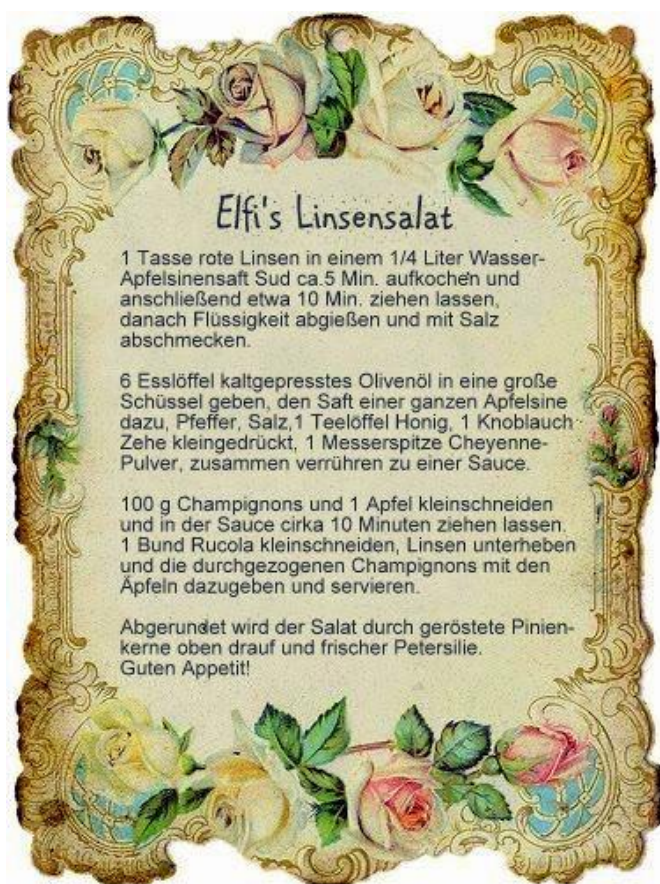 Elfi's Linsensalat
1 Tasse rote Linsen in einem 1/4 Liter Wasser-
Apfelsinensaft Sud ca.5 Min. aufkochen und
anschließend etwa 10 Min. ziehen lassen,
danach Flüssigkeit abgießen und mit Salz
abschmecken.
6 Esslöffel kaltgepresstes Olivenöl in eine große
Schüssel geben, den Saft einer ganzen Apfelsine
dazu, Pfeffer, Salz,1 Teelöffel Honig, 1 Knoblauch
Zehe kleingedrückt, 1 Messerspitze Cheyenne-
Pulver, zusammen verrühren zu einer Sauce.
100 g Champignons und 1 Apfel kleinschneiden
und in der Sauce cirka 10 Minuten ziehen lassen.
1 Bund Rucola kleinschneiden, Linsen unterheben
und die durchgezogenen Champignons mit den
Äpfeln dazugeben und servieren.
Abgerundet wird der Salat durch geröstete Pinien-
kerne oben drauf und frischer Petersilie.
Guten Appetit!